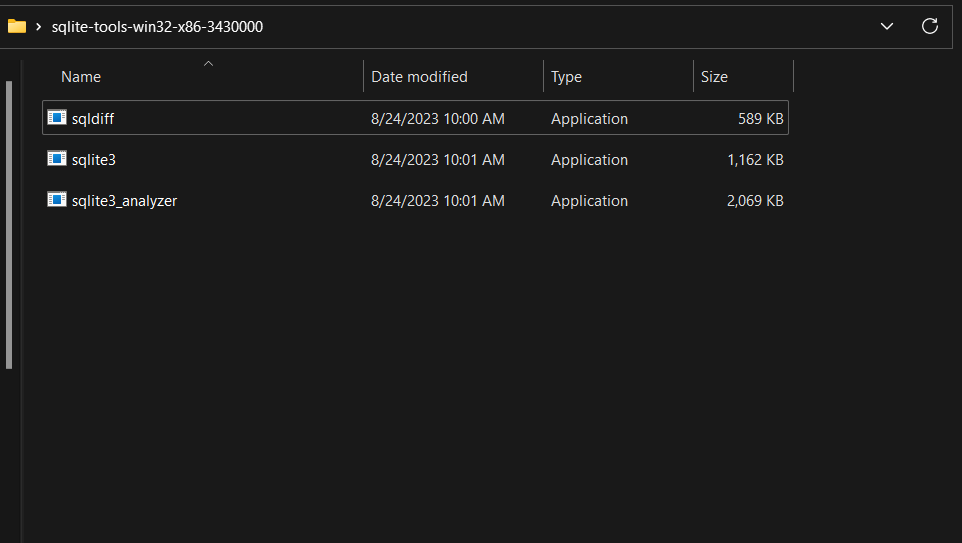 sqlite-tools-win32-x86-3430000
Name Date modified Type Size
sqldiff 8/24/2023 10:00 AM Application 589 KB
sqlite3 8/24/2023 10:01 AM Application 1,162 KB
sqlite3_analyzer 8/24/2023 10:01 AM Application 2,069 KB